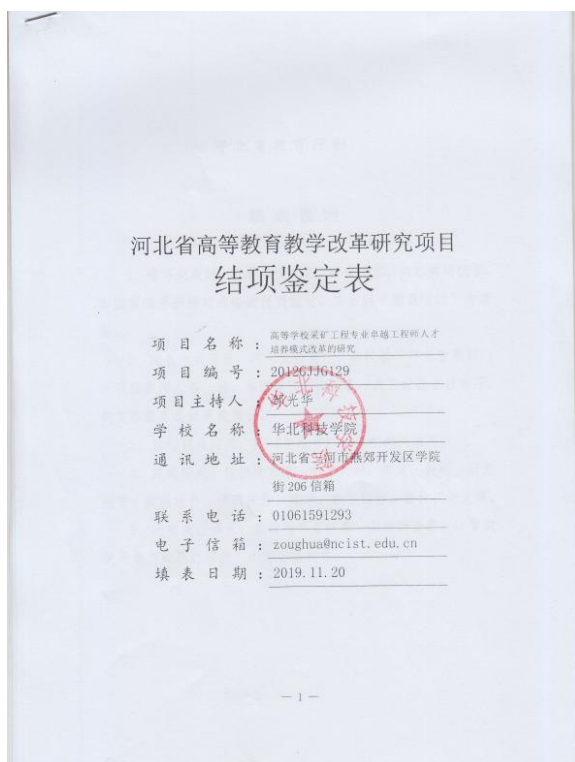 河北省高等教育教学改革研究项目
结项鉴定表
项目名称：高等学校采矿工程专业卓越工程师人才
培养模式改革的研究
项目编号：2012GJJG129
项目主持人：邹光华
学校名称：华北科技学院
通讯地址：河北省三河市燕郊开发区学院
街206信箱
联系电话：01061591293
电子信箱：zoughua@ncist.edu.cn
填表日期：2019.11.20
— 1 —
华北科技学院